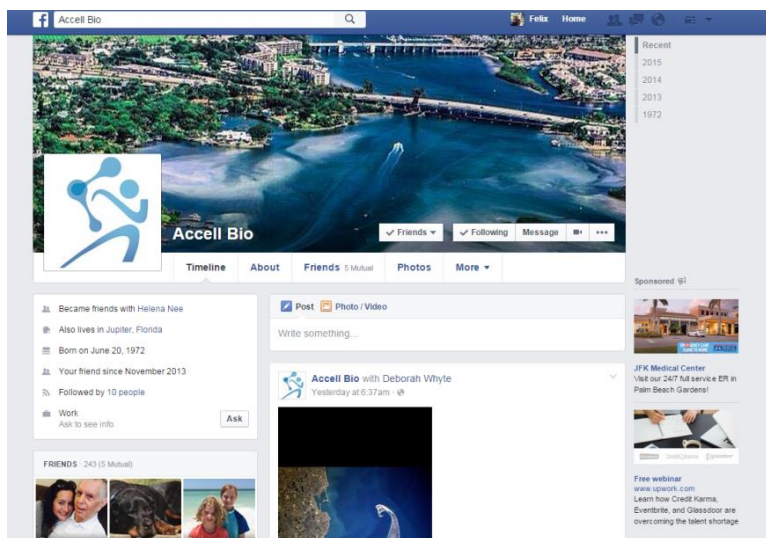 Accell Bio
Felix Home
Recent
2015
2014
2013
1972
Accell Bio
Friends
Following
Message
Timeline About Friends 5 Mutual Photos More
Became friends with Helena Nee
Also lives in Jupiter, Florida
Born on June 20, 1972
Your friend since November 2013
Followed by 10 people
Work
Ask to see info
Ask
FRIENDS · 243 (5 Mutual)
Post Photo / Video
Write something...
Accell Bio with Deborah Whyte
Yesterday at 6:37am
Sponsored
JFK Medical Center
Visit our 24/7 full service ER in
Palm Beach Gardens!
Free webinar
www.upwork.com
Learn how Credit Karma,
Eventbrite, and Glassdoor are
overcoming the talent shortage